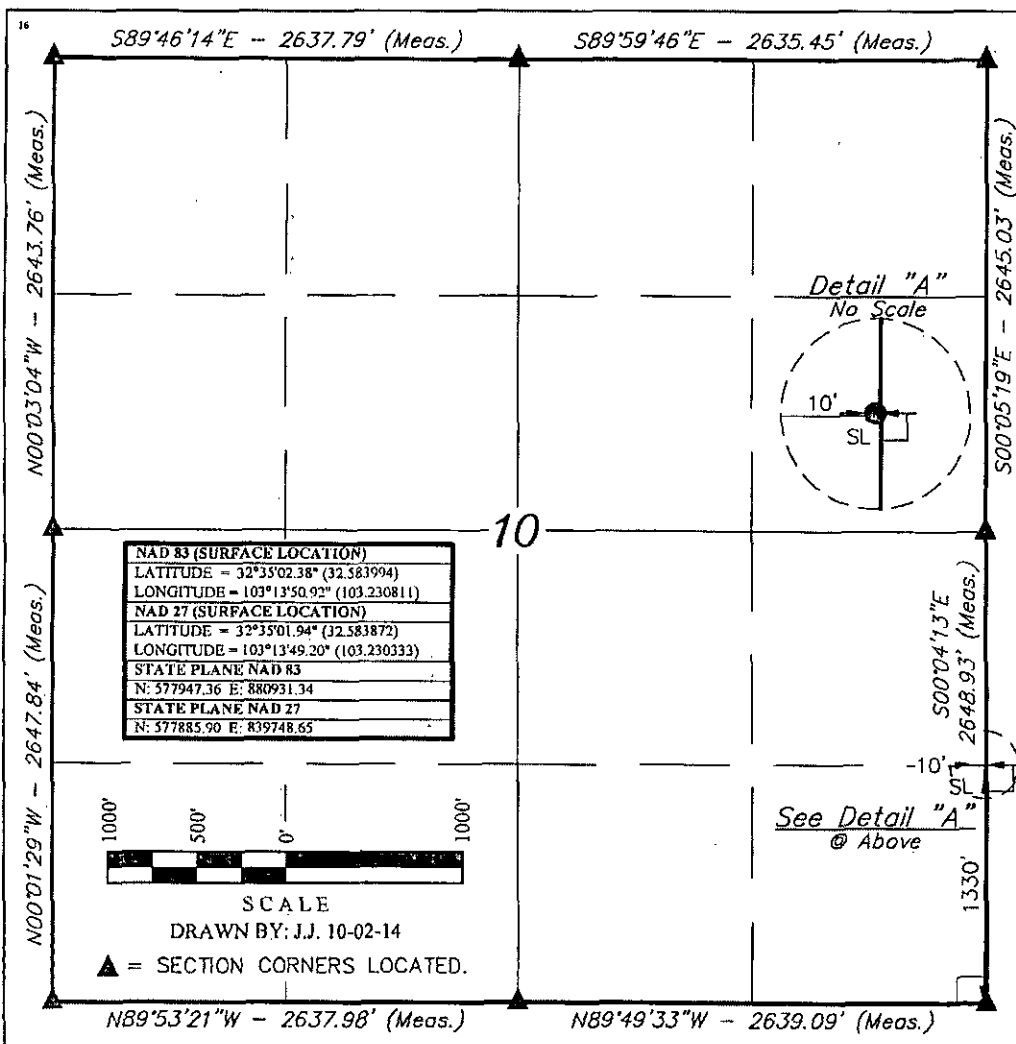 16
S89°46'14"E - 2637.79' (Meas.)
S89°59'46"E - 2635.45' (Meas.)
N00°03'04"W - 2643.76' (Meas.)
S00°05'19"E - 2645.03' (Meas.)
Detail "A"
No Scale
10'
SL
10
NAD 83 (SURFACE LOCATION)
LATITUDE = 32°35'02.38" (32.583994)
LONGITUDE = 103°13'50.92" (103.230811)
NAD 27 (SURFACE LOCATION)
LATITUDE = 32°35'01.94" (32.583872)
LONGITUDE = 103°13'49.20" (103.230333)
STATE PLANE NAD 83
N: 577947.36 E: 880931.34
STATE PLANE NAD 27
N: 577885.90 E: 839748.65
N00°01'29"W - 2647.84' (Meas.)
S00°04'13"E
2648.93' (Meas.)
-10'
SL
See Detail "A"
@ Above
1330'
1000' 500' 0' 1000'
SCALE
DRAWN BY: J.J. 10-02-14
▲ = SECTION CORNERS LOCATED.
N89°53'21"W - 2637.98' (Meas.)
N89°49'33"W - 2639.09' (Meas.)